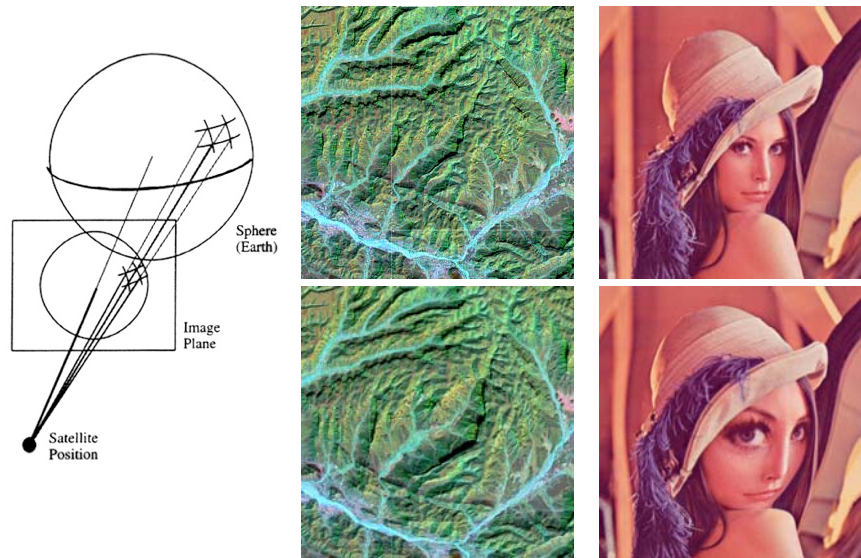 Sphere
(Earth)
Image
Plane
Satellite
Position